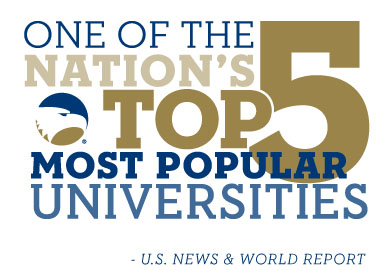 ONE OF THE
NATION'S
TOP 5
MOST POPULAR
UNIVERSITIES
- U.S. NEWS & WORLD REPORT